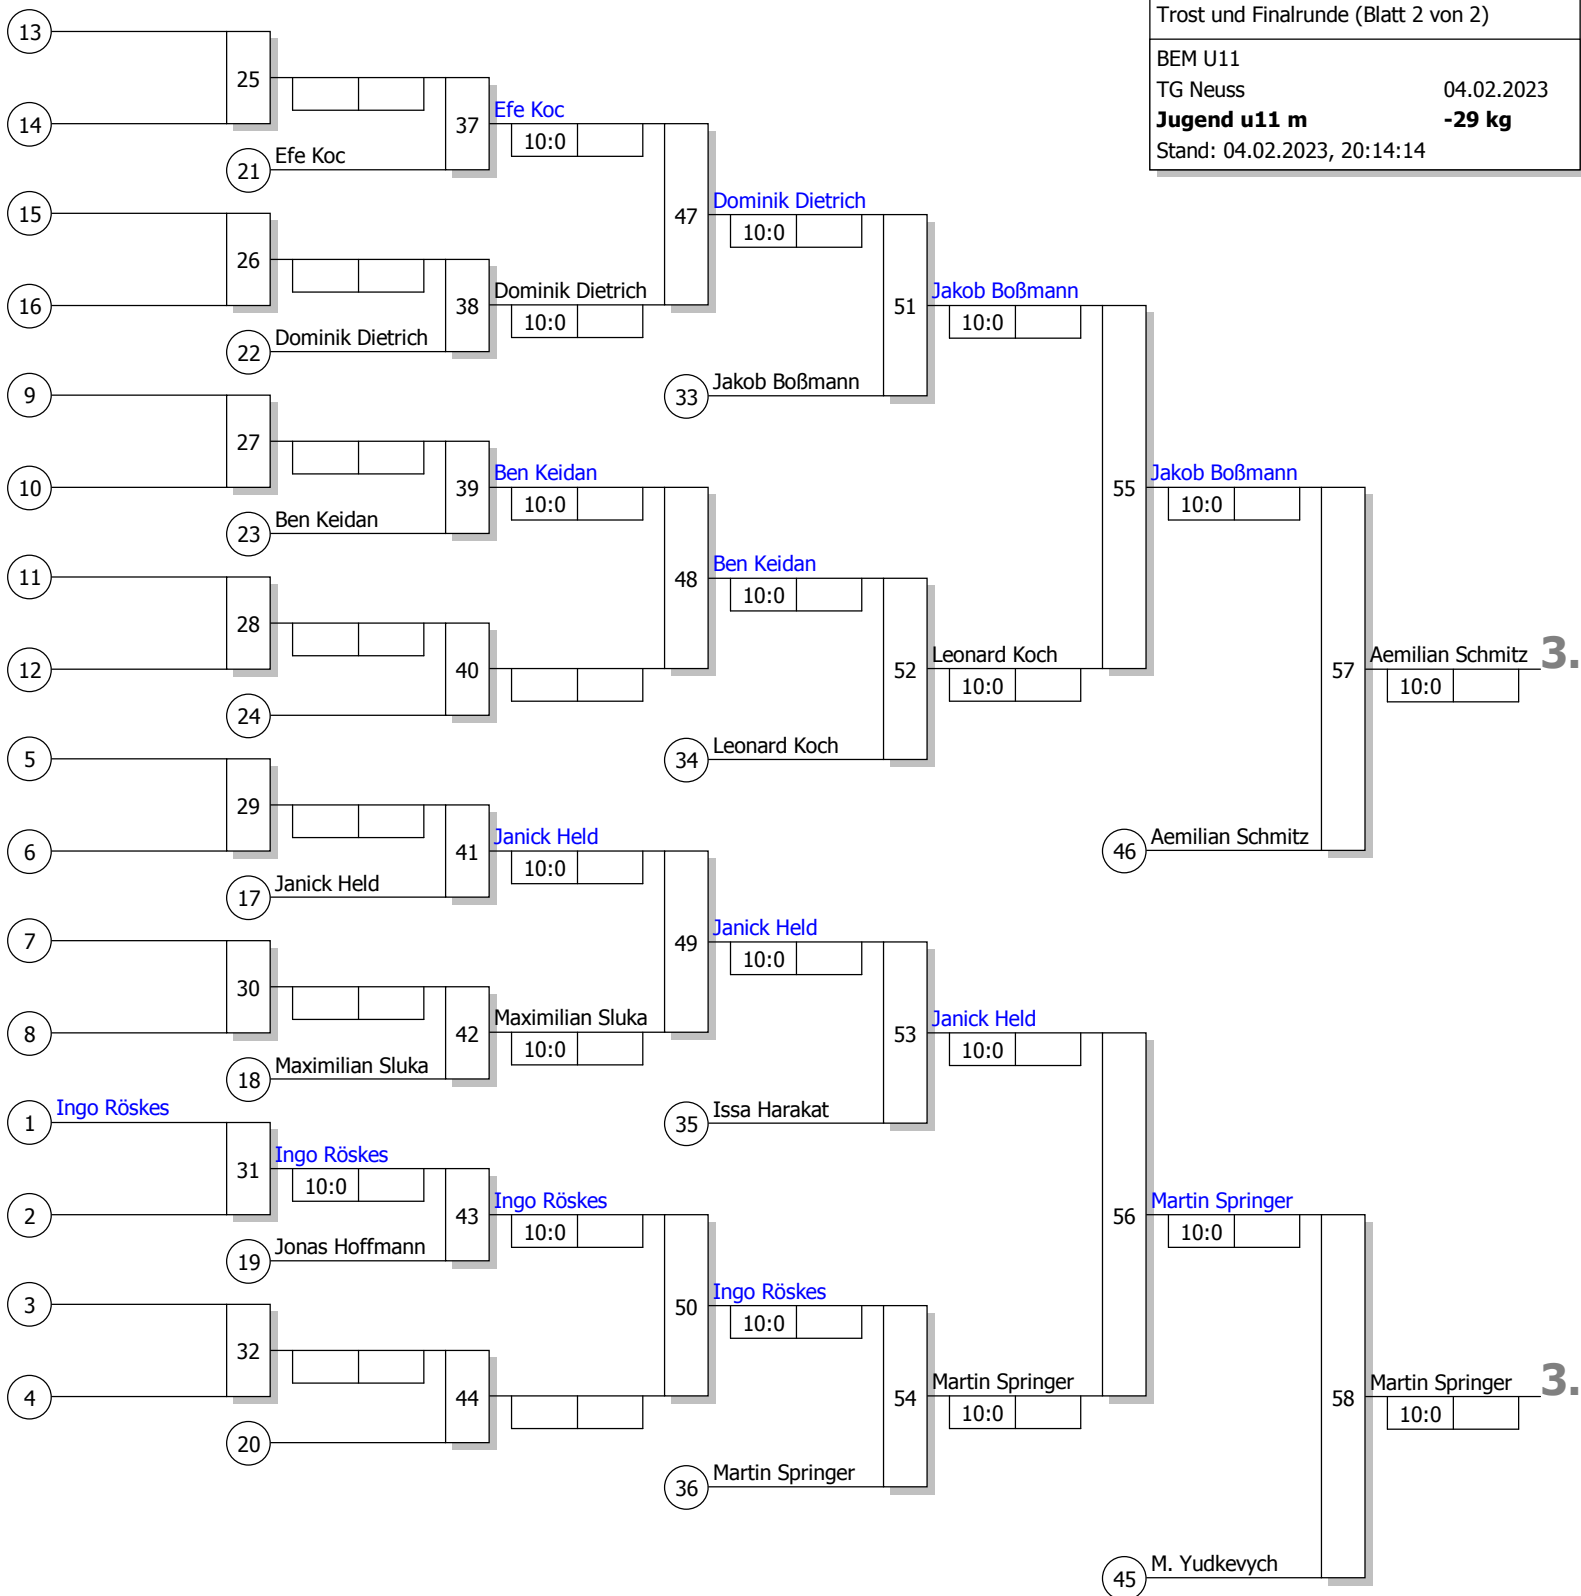 Trost und Finalrunde (Blatt 2 von 2)
BEM U11
TG Neuss 04.02.2023
Jugend u11 m -29 kg
Stand: 04.02.2023, 20:14:14
13
25
14
37
Efe Koc
10:0
21
Efe Koc
15
47
Dominik Dietrich
10:0
26
16
38
Dominik Dietrich
10:0
22
Dominik Dietrich
51
Jakob Boßmann
10:0
33
Jakob Boßmann
9
27
10
39
Ben Keidan
10:0
23
Ben Keidan
55
Jakob Boßmann
10:0
11
48
Ben Keidan
10:0
28
12
40
24
52
Leonard Koch
10:0
34
Leonard Koch
57
Aemilian Schmitz
3.
10:0
46
Aemilian Schmitz
5
29
6
41
Janick Held
10:0
17
Janick Held
7
49
Janick Held
10:0
30
8
42
Maximilian Sluka
10:0
18
Maximilian Sluka
53
Janick Held
10:0
35
Issa Harakat
1
Ingo Röskes
31
Ingo Röskes
10:0
2
43
Ingo Röskes
10:0
19
Jonas Hoffmann
56
Martin Springer
10:0
3
50
Ingo Röskes
10:0
32
4
44
20
54
Martin Springer
10:0
36
Martin Springer
58
Martin Springer
3.
10:0
45
M. Yudkevych